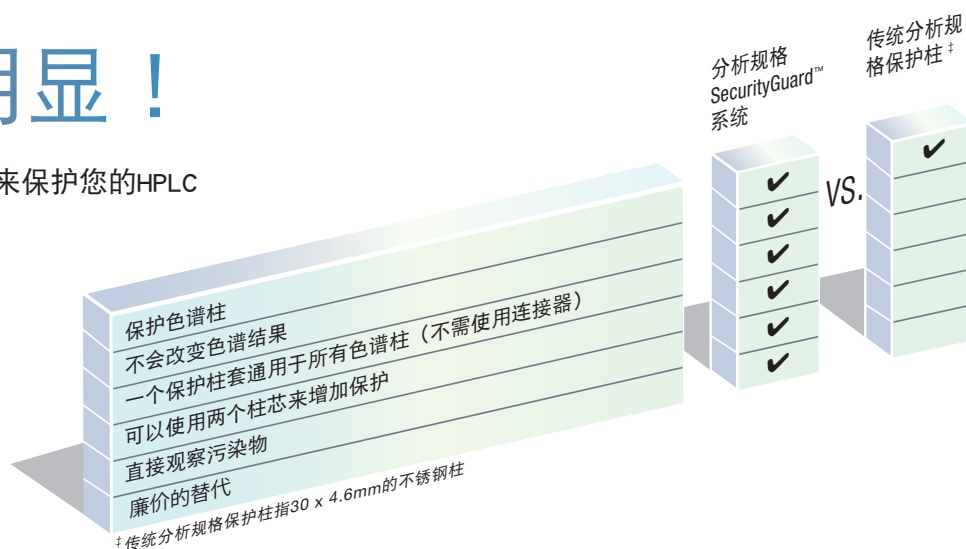 明显！
来保护您的HPLC
分析规格
SecurityGuard™
系统
VS.
传统分析规
格保护柱‡
保护色谱柱 ✔ ✔
不会改变色谱结果 ✔
一个保护柱套通用于所有色谱柱（不需使用连接器） ✔
可以使用两个柱芯来增加保护 ✔
直接观察污染物 ✔
廉价的替代 ✔
‡传统分析规格保护柱指30 x 4.6mm的不锈钢柱